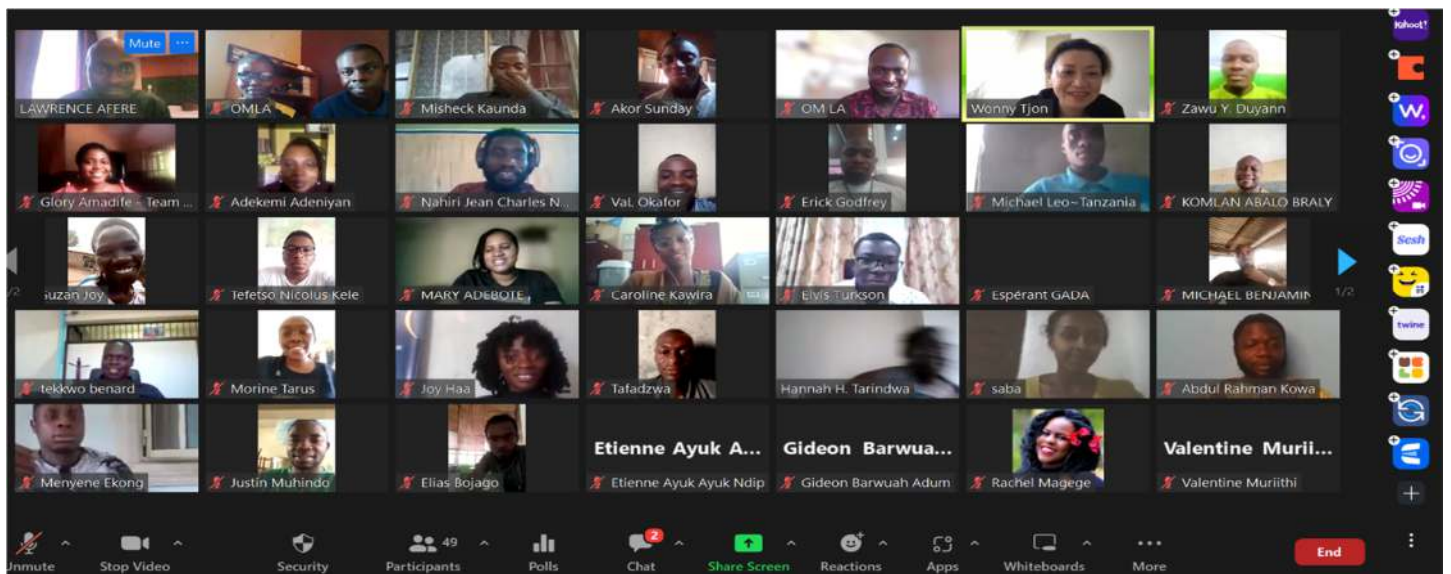 Mute ...
LAWRENCE AFERE
OMLA
Misheck Kaunda
Akor Sunday
OM LA
Wonny Tjon
Zawu Y. Duyann
Glory Amadife - Team ...
Adekemi Adeniyan
Nahiri Jean Charles N...
Val. Okafor
Erick Godfrey
Michael Leo~Tanzania
KOMLAN ABALO BRALY
Suzan Joy
Tefetso Nicolus Kele
MARY ADEBOTE
Caroline Kawira
Elvis Turkson
Espérant GADA
MICHAEL BENJAMIN
1/2
tekkwo benard
Morine Tarus
Joy Haa
Tafadzwa
Hannah H. Tarindwa
saba
Abdul Rahman Kowa
Menyene Ekong
Justin Muhindo
Elias Bojago
Etienne Ayuk A...
Etienne Ayuk Ayuk Ndip
Gideon Barwua...
Gideon Barwuah Adum
Rachel Magege
Valentine Murii...
Valentine Muriithi
Kahoot!
W.
Sesh
twine
Unmute
Stop Video
Security
49
Participants
Polls
2
Chat
Share Screen
Reactions
Apps
Whiteboards
More
End